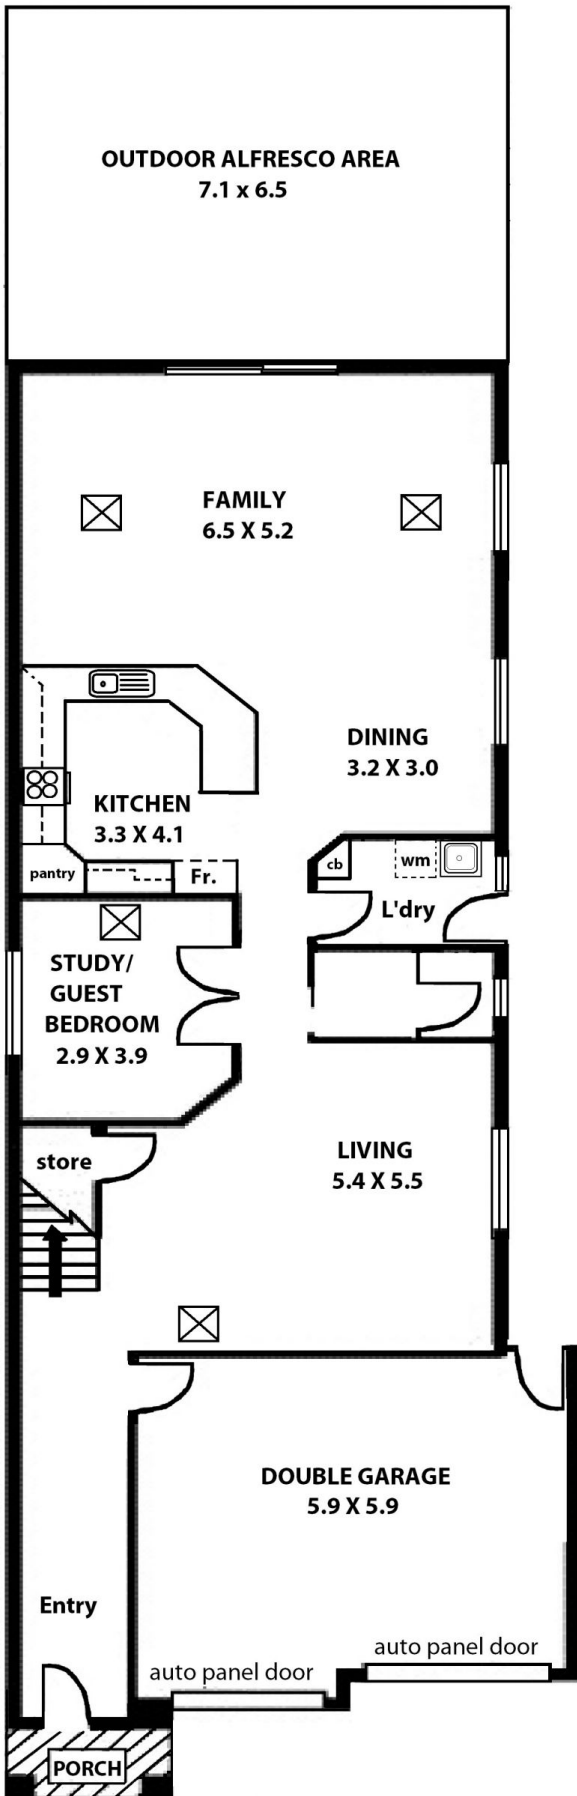 OUTDOOR ALFRESCO AREA
7.1 x 6.5
FAMILY
6.5 X 5.2
DINING
3.2 X 3.0
KITCHEN
3.3 X 4.1
pantry
Fr.
cb
wm
L'dry
STUDY/
GUEST
BEDROOM
2.9 X 3.9
store
LIVING
5.4 X 5.5
DOUBLE GARAGE
5.9 X 5.9
Entry
auto panel door
auto panel door
PORCH